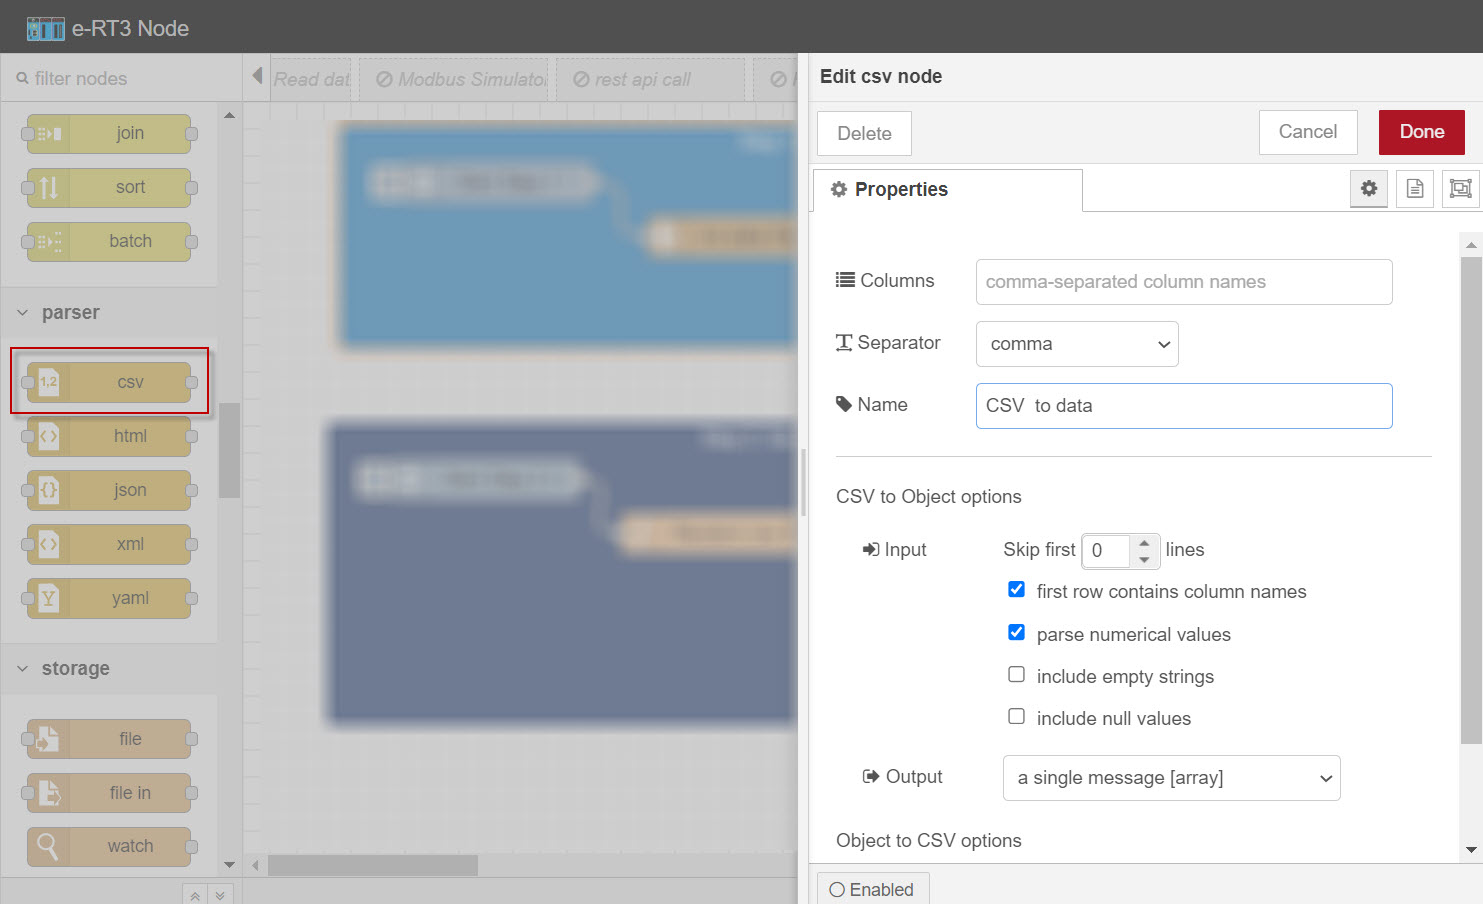 e-RT3 Node
filter nodes
join
sort
batch
parser
1,2 csv
html
json
xml
Y yaml
storage
file
file in
watch
Read dat
Modbus Simulato
rest api call
Edit csv node
Delete
Cancel
Done
Properties
Columns
comma-separated column names
Separator
comma
Name
CSV  to data
CSV to Object options
Input
Skip first 0 lines
first row contains column names
parse numerical values
include empty strings
include null values
Output
a single message [array]
Object to CSV options
Enabled